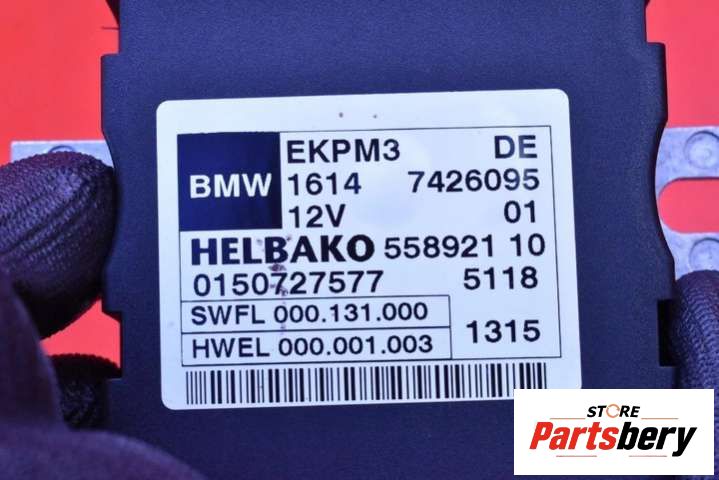 EKPM3 DE
BMW 1614 7426095
12V 01
HELBAKO 558921 10
0150727577 5118
SWFL 000.131.000
HWEL 000.001.003 1315
STORE
Partsbery